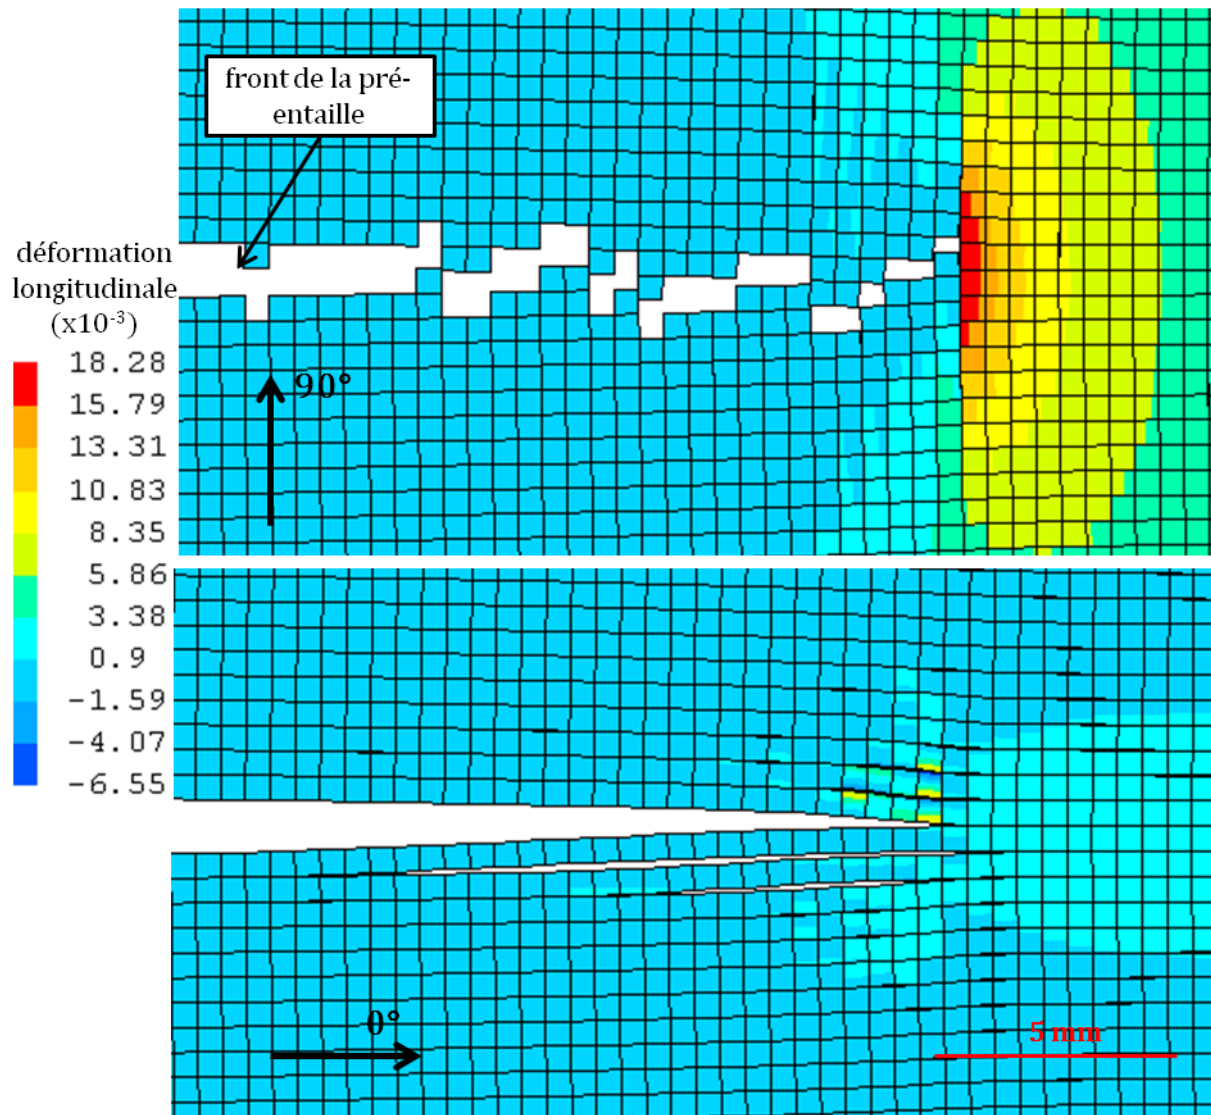 front de la pré-
entaille
déformation
longitudinale
(x10⁻³)
18.28
15.79
13.31
10.83
8.35
5.86
3.38
0.9
-1.59
-4.07
-6.55
90°
0°
5 mm